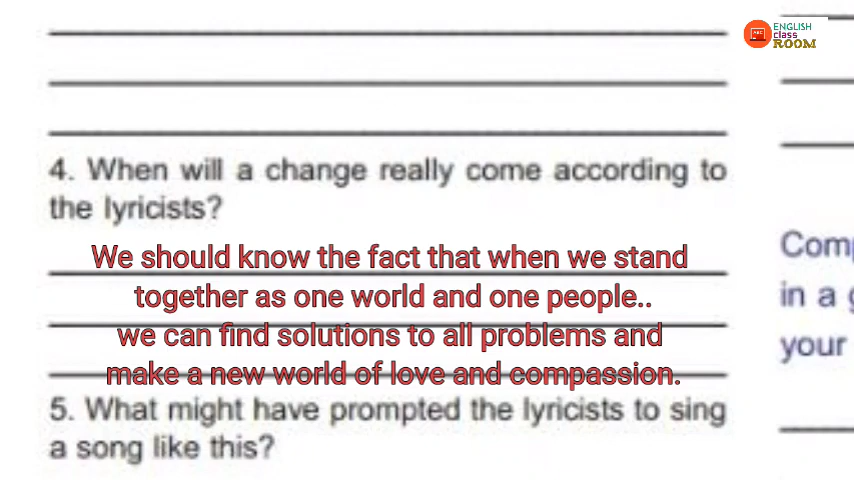 ENGLISH
class
ROOM
ABC
4. When will a change really come according to
the lyricists?
We should know the fact that when we stand
together as one world and one people..
we can find solutions to all problems and
make a new world of love and compassion.
5. What might have prompted the lyricists to sing
a song like this?
in a
your